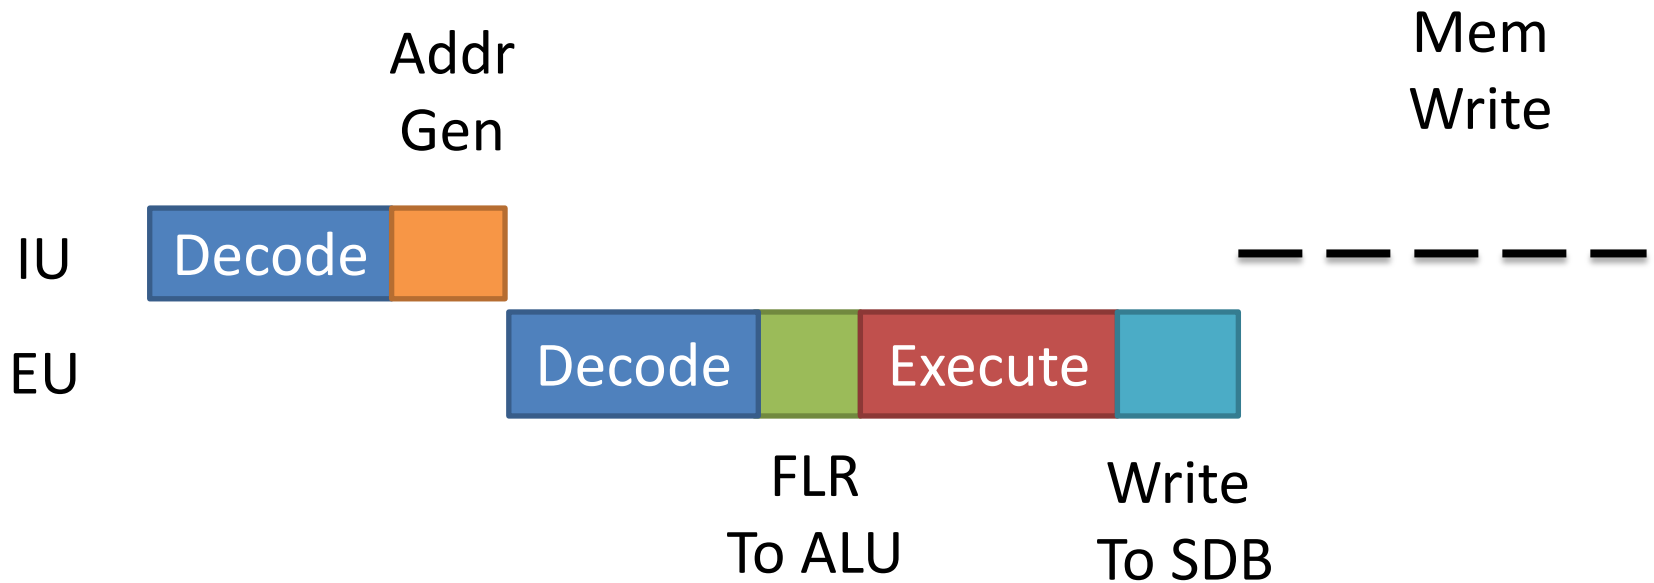 Addr
Gen
Mem
Write
IU
Decode
EU
Decode
Execute
FLR
To ALU
Write
To SDB